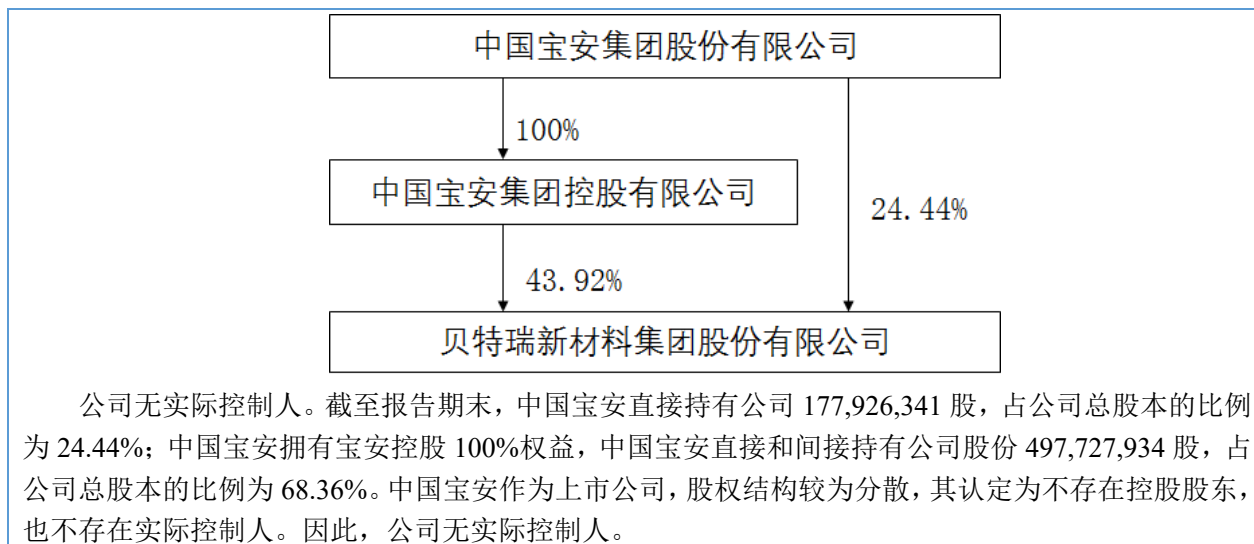 中国宝安集团股份有限公司
100%
中国宝安集团控股有限公司
24.44%
43.92%
贝特瑞新材料集团股份有限公司
公司无实际控制人。截至报告期末，中国宝安直接持有公司 177,926,341 股，占公司总股本的比例
为 24.44%；中国宝安拥有宝安控股 100%权益，中国宝安直接和间接持有公司股份 497,727,934 股，占
公司总股本的比例为 68.36%。中国宝安作为上市公司，股权结构较为分散，其认定为不存在控股股东，
也不存在实际控制人。因此，公司无实际控制人。